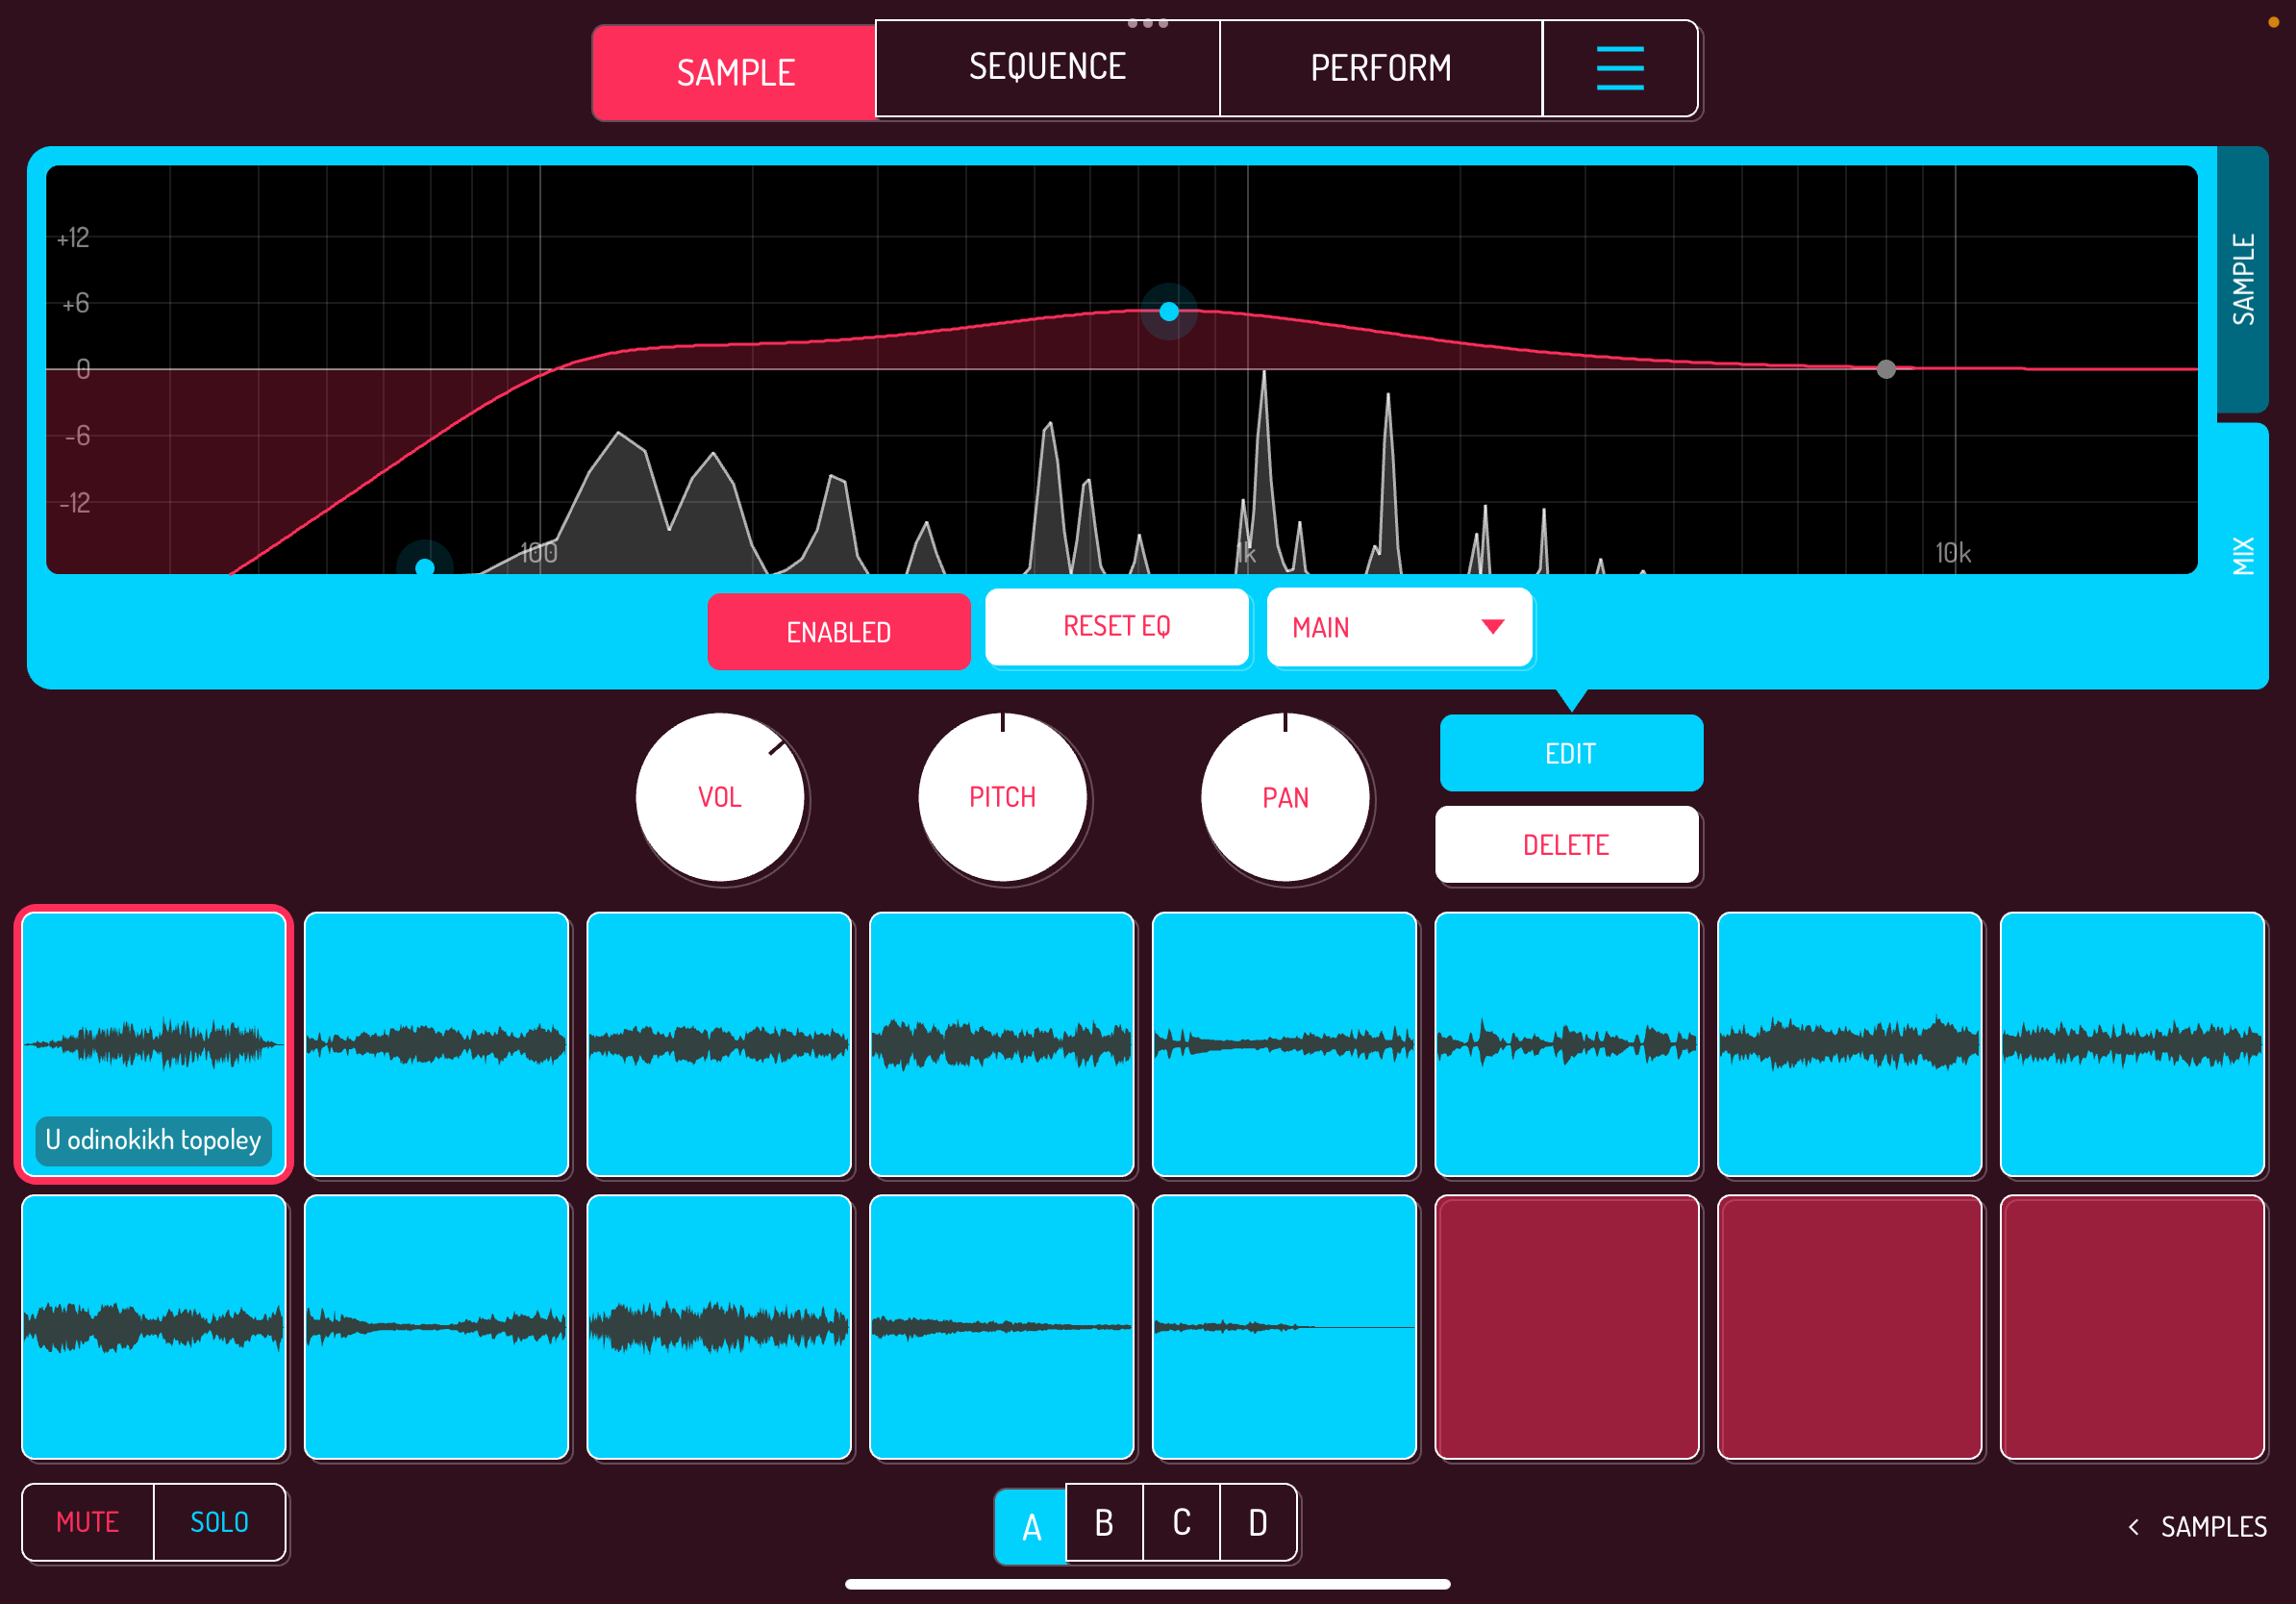 SAMPLE
SEQUENCE
PERFORM
+12
+6
0
-6
-12
100
1k
10k
SAMPLE
MIX
ENABLED
RESET EQ
MAIN
VOL
PITCH
PAN
EDIT
DELETE
U odinokikh topoley
MUTE
SOLO
A
B
C
D
< SAMPLES